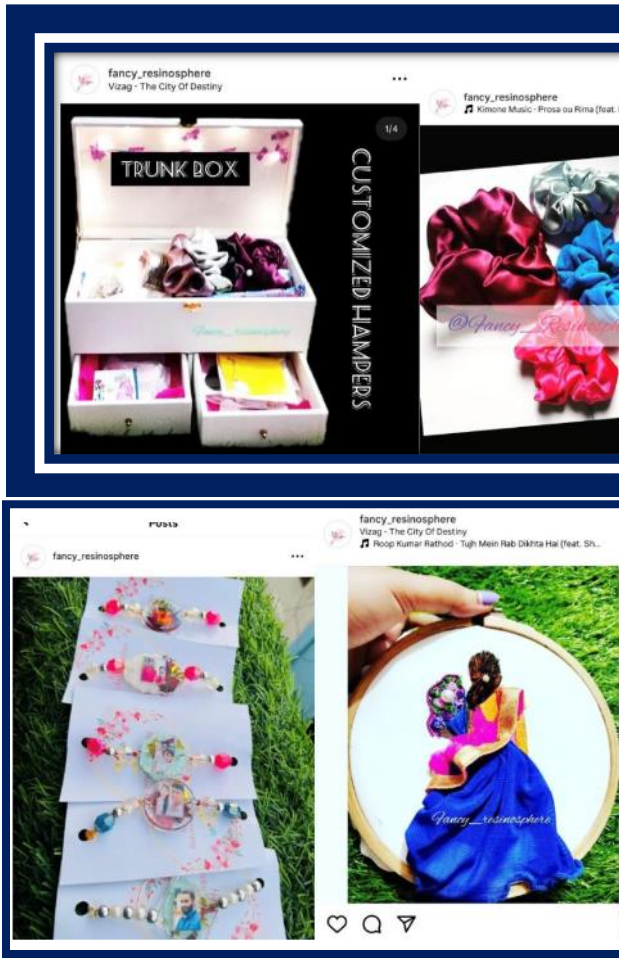 fancy_resinosphere
Vizag - The City Of Destiny
1/4
TRUNK BOX
CUSTOMIZED HAMPERS
Fancy_resinosphere
fancy_resinosphere
Kimone Music · Prosa ou Rima (feat.
@Fancy_Resinosph
Posts
fancy_resinosphere
fancy_resinosphere
Vizag - The City Of Destiny
Roop Kumar Rathod · Tujh Mein Rab Dikhta Hai (feat. Sh...
Fancy_resinosphere